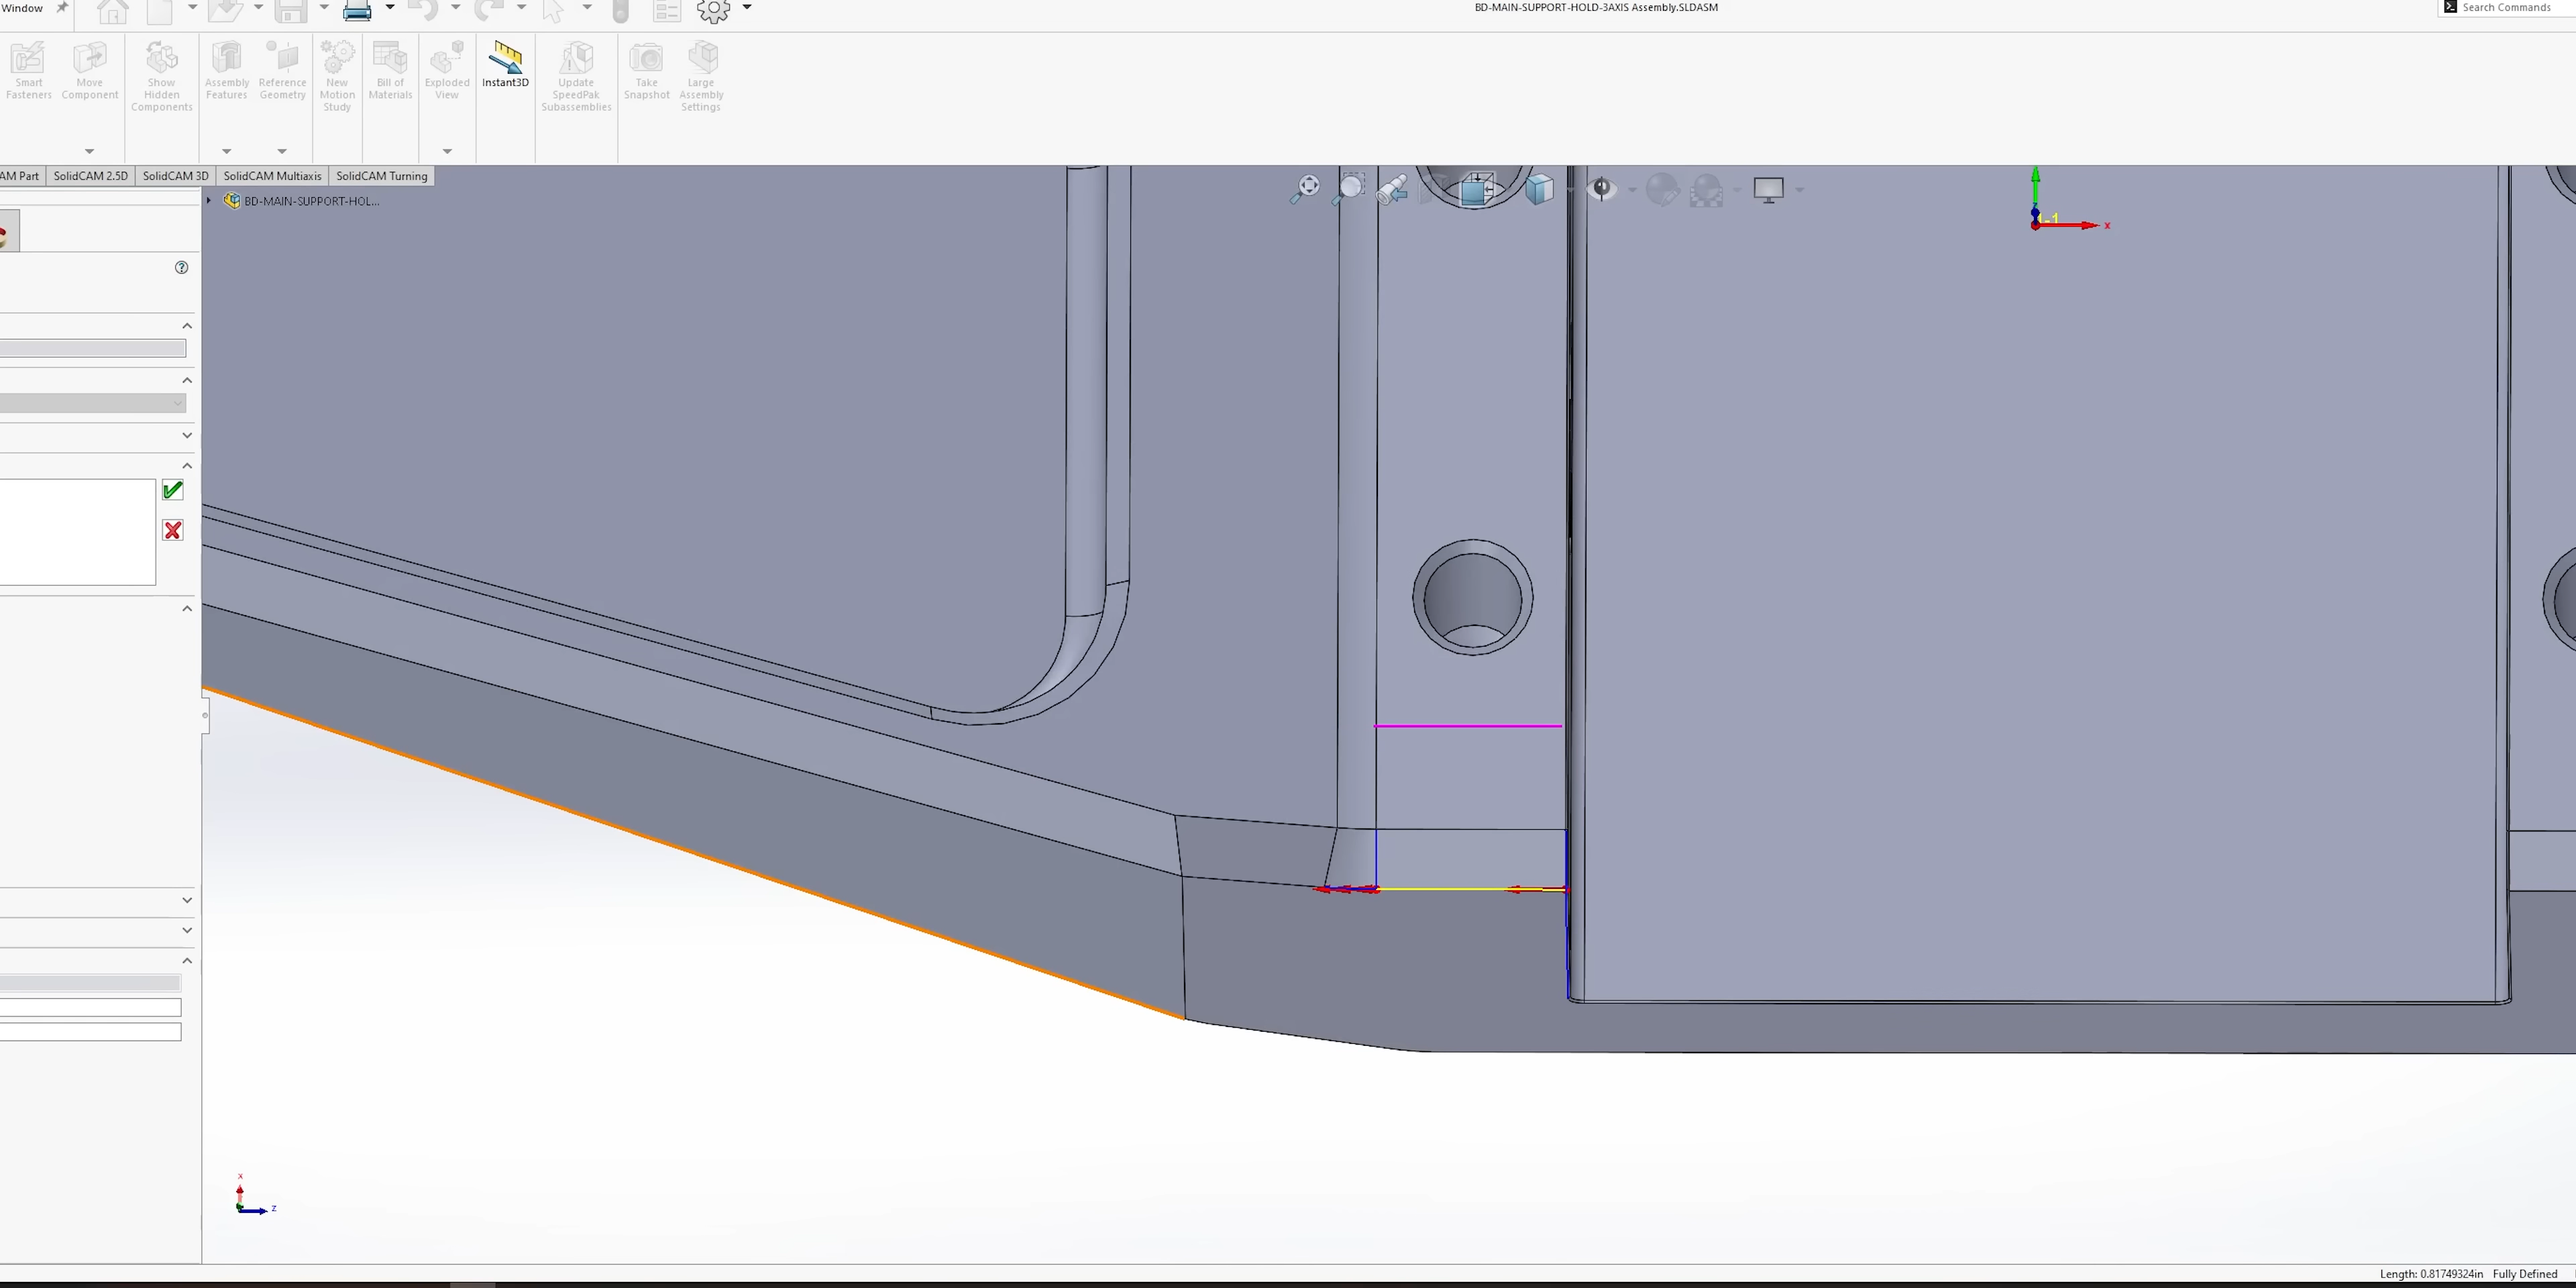 Window
BD-MAIN-SUPPORT-HOLD-3AXIS Assembly.SLDASM
Search Commands
Smart
Fasteners
Move
Component
Show
Hidden
Components
Assembly
Features
Reference
Geometry
New
Motion
Study
Bill of
Materials
Exploded
View
Instant3D
Update
SpeedPak
Subassemblies
Take
Snapshot
Large
Assembly
Settings
AM Part
SolidCAM 2.5D
SolidCAM 3D
SolidCAM Multiaxis
SolidCAM Turning
BD-MAIN-SUPPORT-HOL...
x
x
z
Length: 0.81749324in Fully Defined